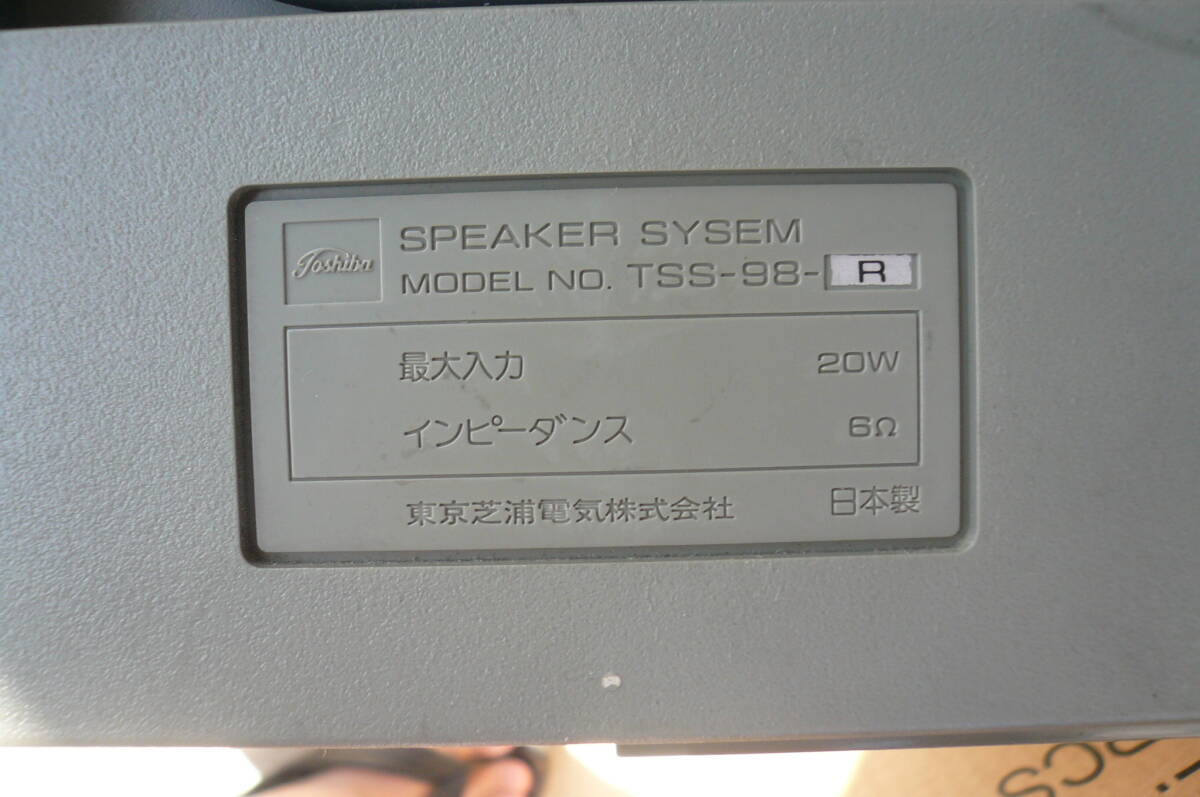 Toshiba
SPEAKER SYSEM
MODEL NO. TSS-98-R
最大入力 20W
インピーダンス 6Ω
東京芝浦電気株式会社 日本製
PCS